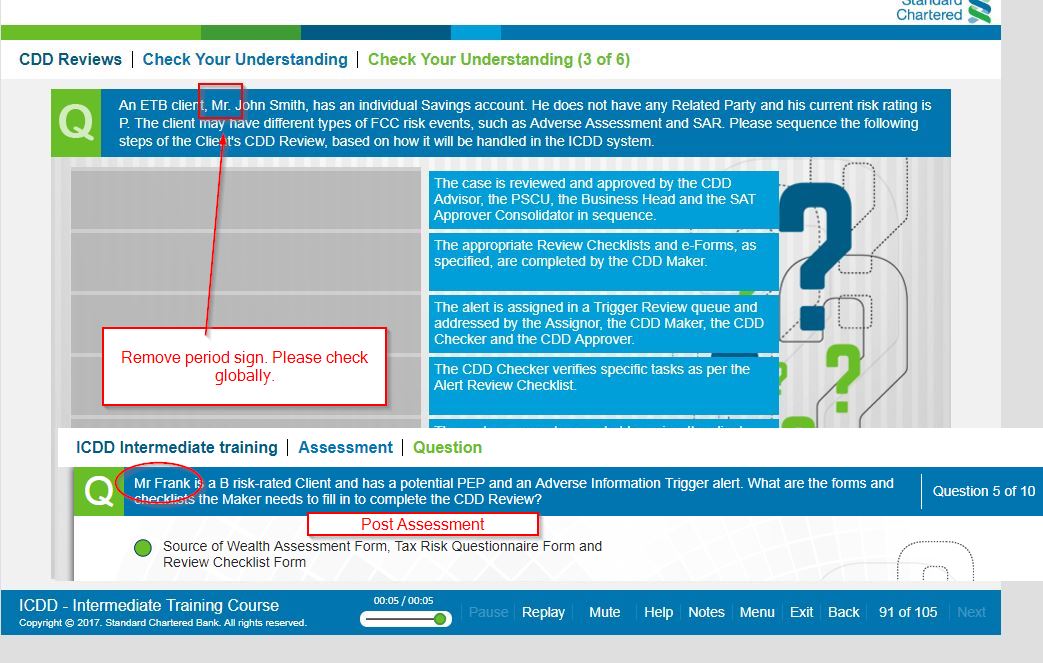 Standard
Chartered
CDD Reviews | Check Your Understanding | Check Your Understanding (3 of 6)
Q
An ETB client, Mr. John Smith, has an individual Savings account. He does not have any Related Party and his current risk rating is
P. The client may have different types of FCC risk events, such as Adverse Assessment and SAR. Please sequence the following
steps of the Client's CDD Review, based on how it will be handled in the ICDD system.
The case is reviewed and approved by the CDD
Advisor, the PSCU, the Business Head and the SAT
Approver Consolidator in sequence.
The appropriate Review Checklists and e-Forms, as
specified, are completed by the CDD Maker.
The alert is assigned in a Trigger Review queue and
addressed by the Assignor, the CDD Maker, the CDD
Checker and the CDD Approver.
The CDD Checker verifies specific tasks as per the
Alert Review Checklist.
Remove period sign. Please check
globally.
ICDD Intermediate training | Assessment | Question
Q
Mr Frank is a B risk-rated Client and has a potential PEP and an Adverse Information Trigger alert. What are the forms and
checklists the Maker needs to fill in to complete the CDD Review?
Question 5 of 10
Post Assessment
Source of Wealth Assessment Form, Tax Risk Questionnaire Form and
Review Checklist Form
ICDD - Intermediate Training Course
Copyright © 2017. Standard Chartered Bank. All rights reserved.
00:05 / 00:05
Pause Replay Mute Help Notes Menu Exit Back 91 of 105 Next